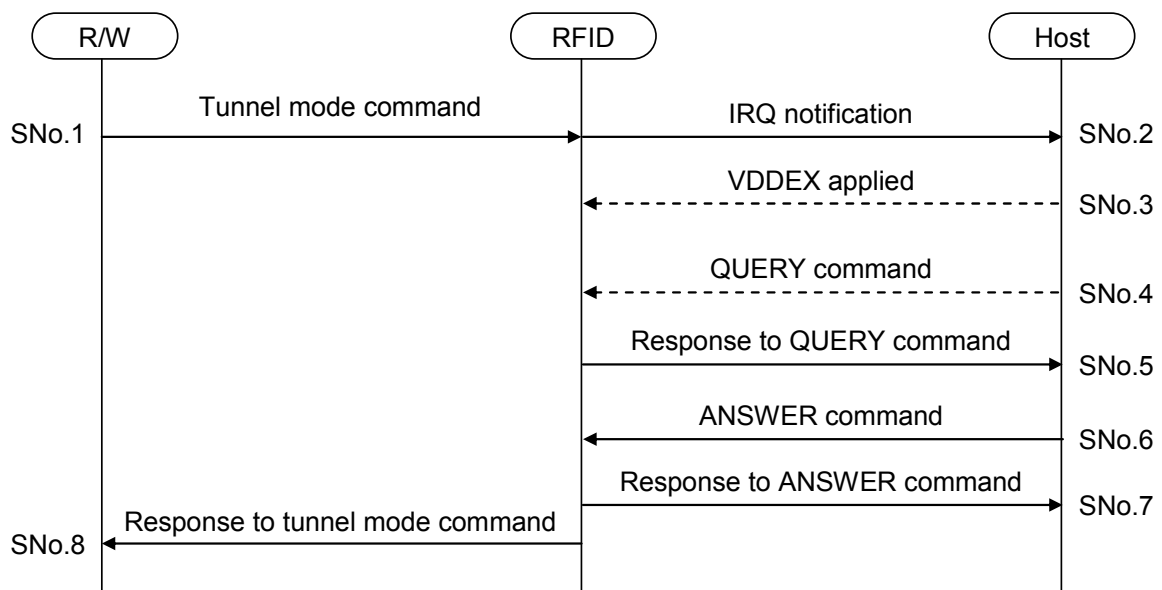 R/W
RFID
Host
Tunnel mode command
IRQ notification
SNo.1
SNo.2
VDDEX applied
SNo.3
QUERY command
SNo.4
Response to QUERY command
SNo.5
ANSWER command
SNo.6
Response to ANSWER command
SNo.7
Response to tunnel mode command
SNo.8